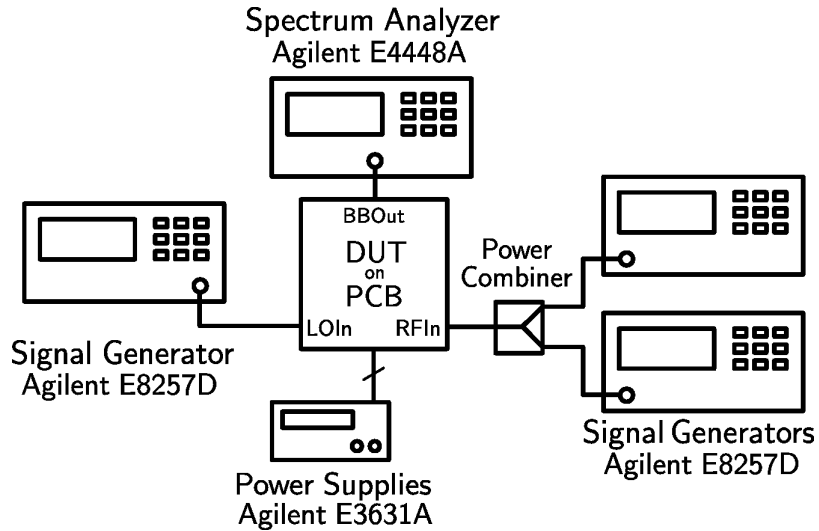 Spectrum Analyzer
Agilent E4448A
BBOut
DUT
on
PCB
LOIn
RFIn
Power
Combiner
Signal Generator
Agilent E8257D
Signal Generators
Agilent E8257D
Power Supplies
Agilent E3631A